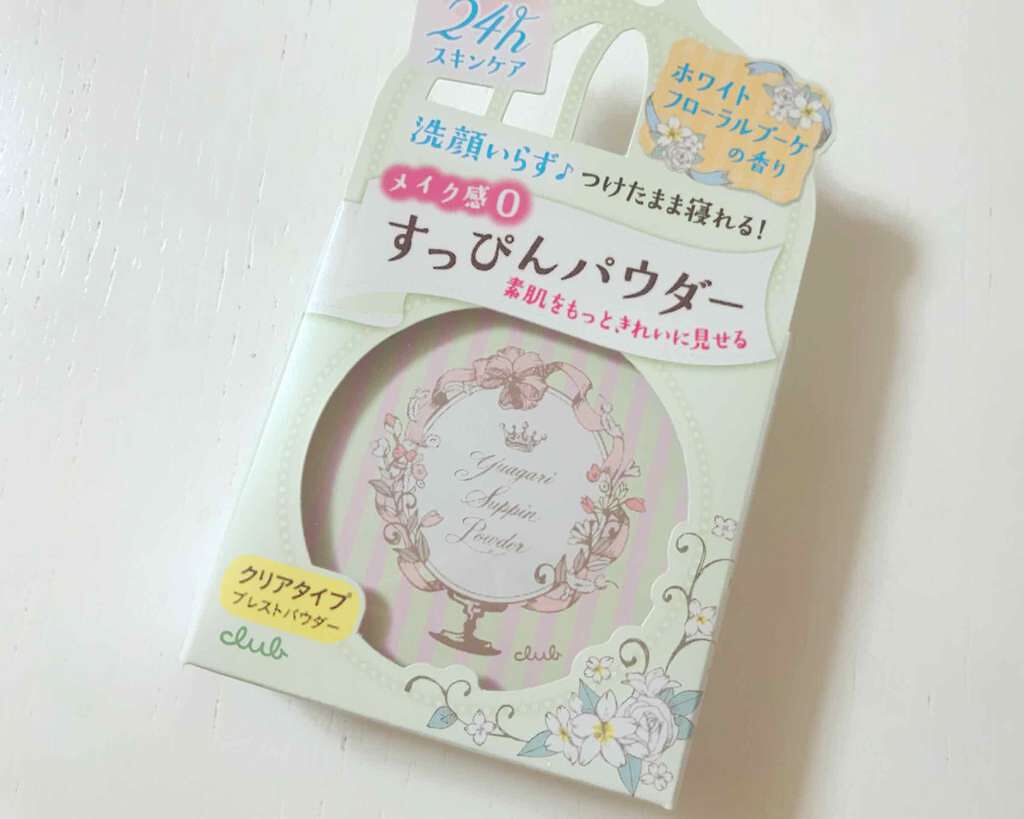 24h
スキンケア
ホワイト
フローラルブーケ
の香り
洗顔いらず♪つけたまま寝れる!
メイク感0
すっぴんパウダー
素肌をもっときれいに見せる
Yuagari
Suppin
Powder
club
クリアタイプ
プレストパウダー
club